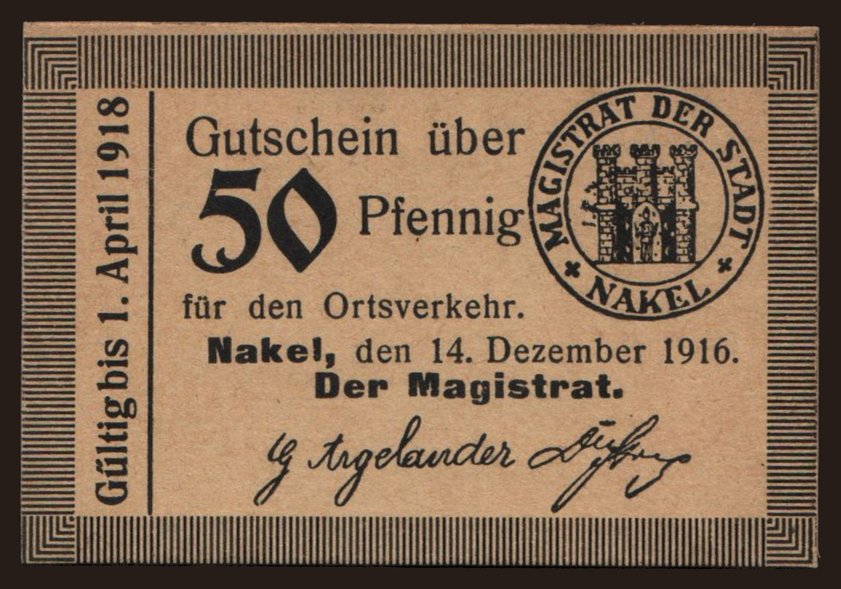 Gültig bis 1. April 1918
Gutschein über
50 Pfennig
für den Ortsverkehr.
Nakel, den 14. Dezember 1916.
Der Magistrat.
Argelander
MAGISTRAT DER STADT
NAKEL